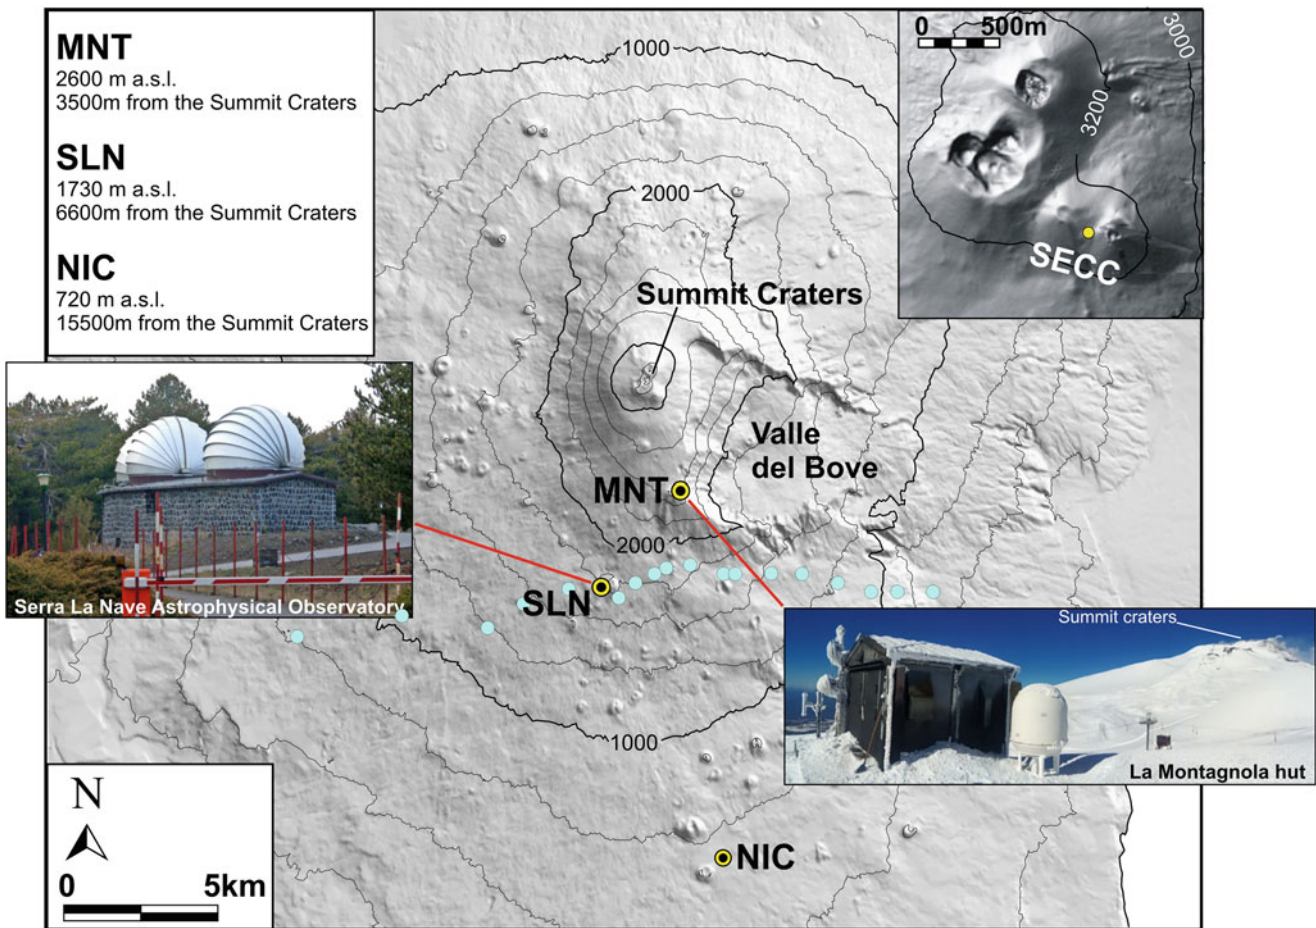 MNT
2600 m a.s.l.
3500m from the Summit Craters
SLN
1730 m a.s.l.
6600m from the Summit Craters
NIC
720 m a.s.l.
15500m from the Summit Craters
1000
0 500m
3000
3200
SECC
2000
Summit Craters
Valle
del Bove
MNT
2000
SLN
Serra La Nave Astrophysical Observatory
Summit craters
La Montagnola hut
1000
NIC
N
0 5km